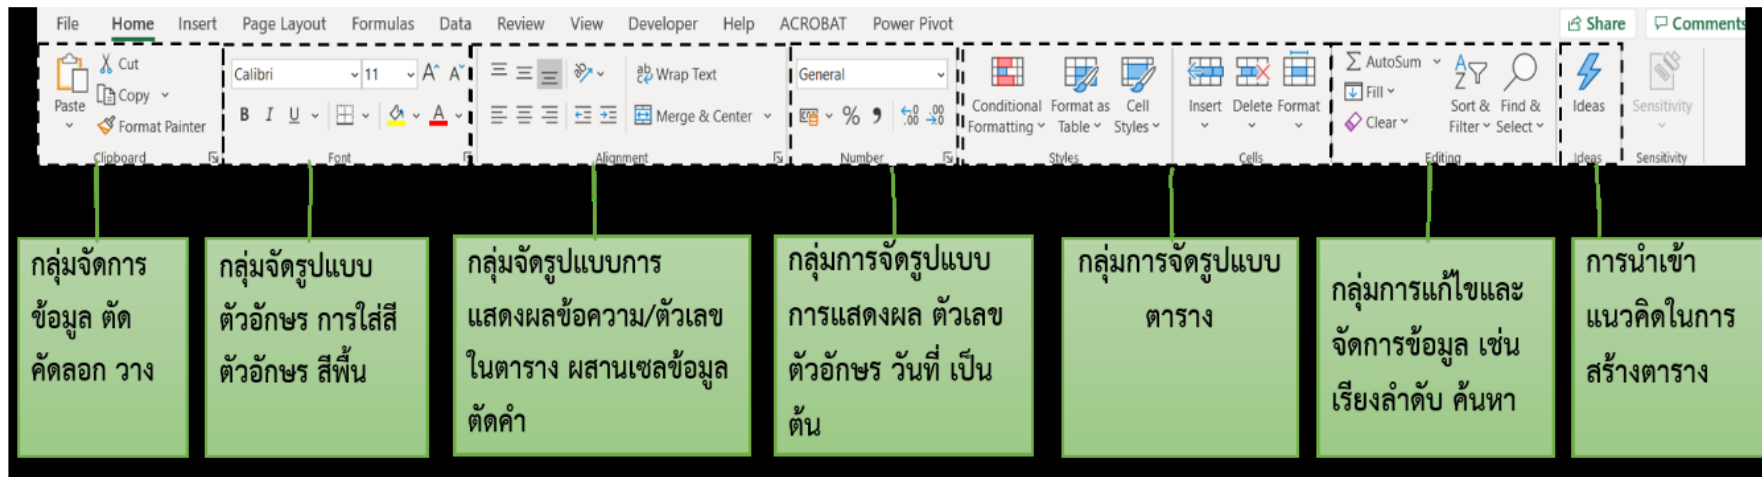 File Home Insert Page Layout Formulas Data Review View Developer Help ACROBAT Power Pivot Share Comments
Paste
Cut
Copy
Format Painter
Clipboard
Calibri 11 A A
B I U A
Font
ab Wrap Text
Merge & Center
Alignment
General
% 9 .00
Number
Conditional Formatting
Format as Table
Cell Styles
Styles
Insert Delete Format
Cells
AutoSum
Fill
Clear
Sort & Filter
Find & Select
Editing
Ideas
Ideas
Sensitivity
Sensitivity
กลุ่มจัดการ
ข้อมูล ตัด
คัดลอก วาง
กลุ่มจัดรูปแบบ
ตัวอักษร การใส่สี
ตัวอักษร สีพื้น
กลุ่มจัดรูปแบบการ
แสดงผลข้อความ/ตัวเลข
ในตาราง ผสานเซลข้อมูล
ตัดคำ
กลุ่มการจัดรูปแบบ
การแสดงผล ตัวเลข
ตัวอักษร วันที่ เป็น
ต้น
กลุ่มการจัดรูปแบบ
ตาราง
กลุ่มการแก้ไขและ
จัดการข้อมูล เช่น
เรียงลำดับ ค้นหา
การนำเข้า
แนวคิดในการ
สร้างตาราง